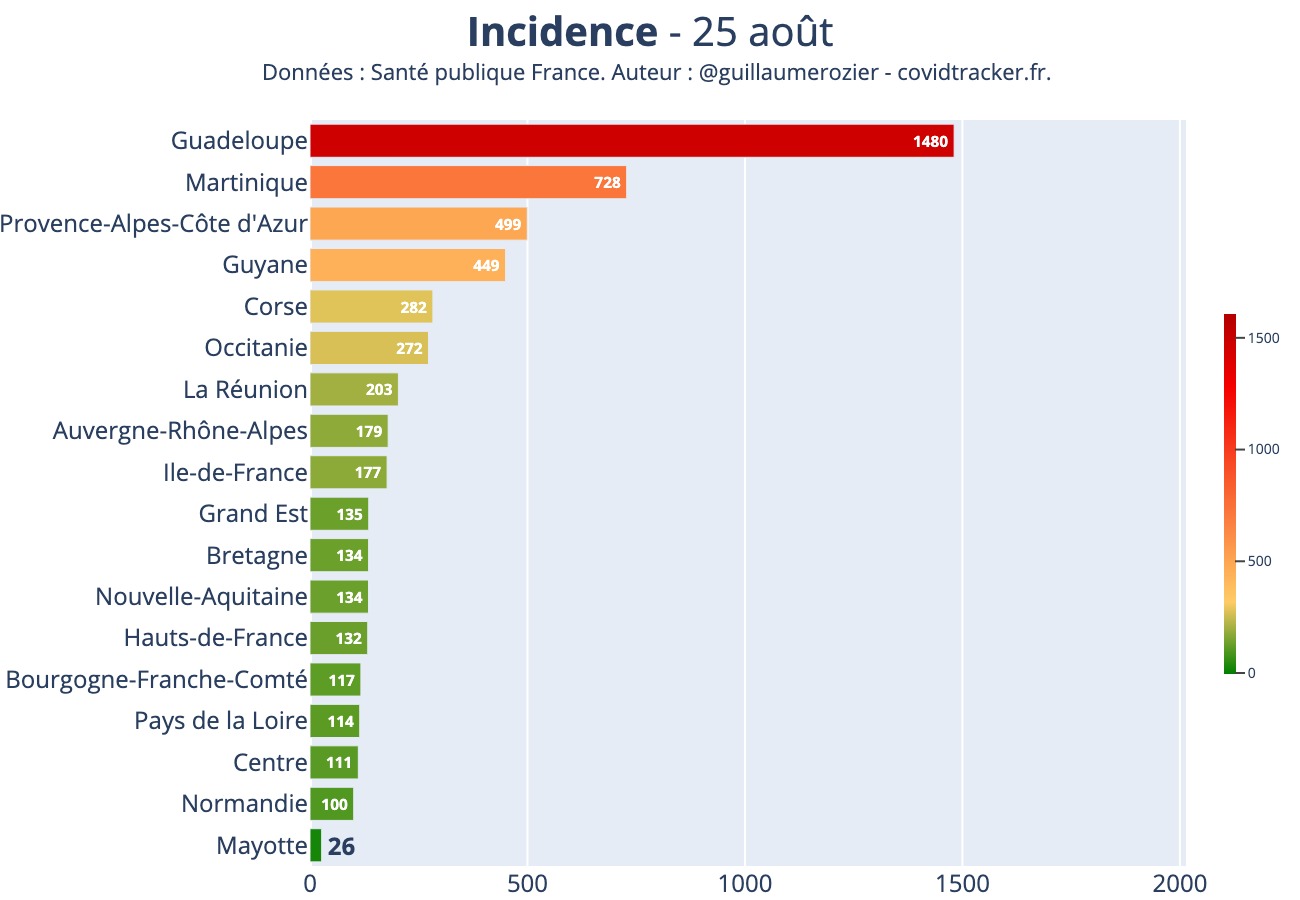 Incidence - 25 août
Données : Santé publique France. Auteur : @guillaumerozier - covidtracker.fr.
Guadeloupe 1480
Martinique 728
Provence-Alpes-Côte d'Azur 499
Guyane 449
Corse 282
Occitanie 272
La Réunion 203
Auvergne-Rhône-Alpes 179
Ile-de-France 177
Grand Est 135
Bretagne 134
Nouvelle-Aquitaine 134
Hauts-de-France 132
Bourgogne-Franche-Comté 117
Pays de la Loire 114
Centre 111
Normandie 100
Mayotte 26
0 500 1000 1500 2000
1500
1000
500
0